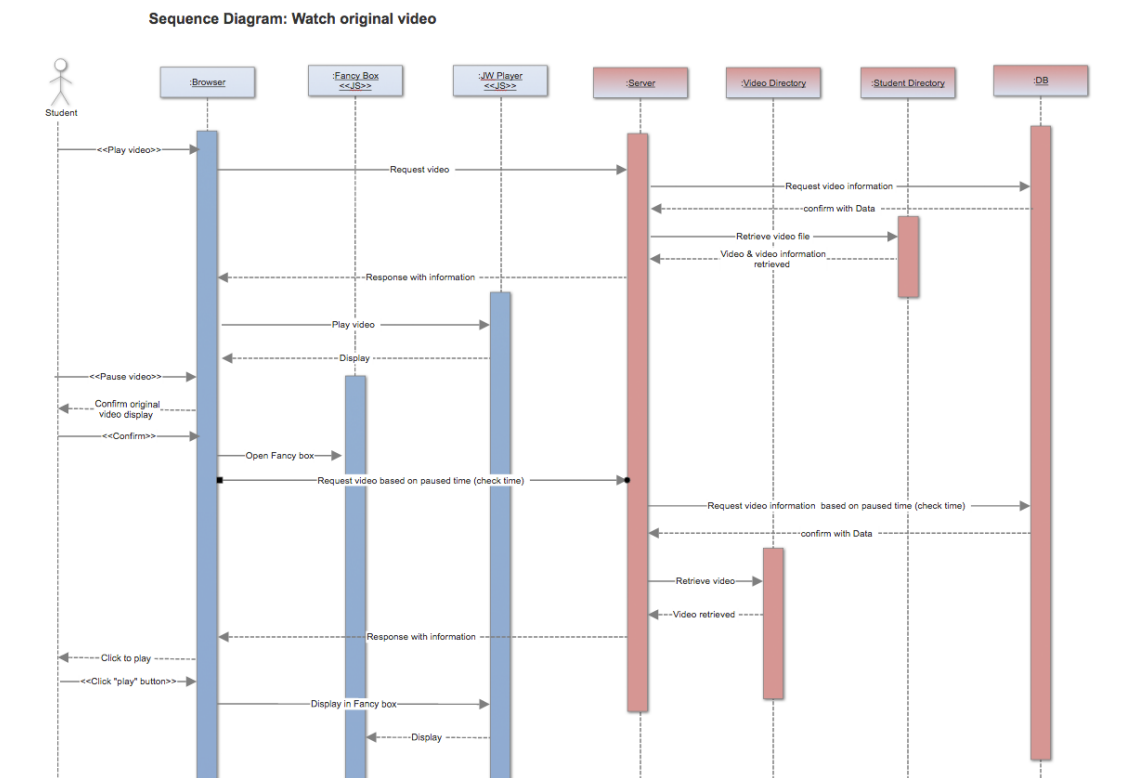 Sequence Diagram: Watch original video
:Browser
:Fancy Box
<<JS>>
:JW Player
<<JS>>
:Server
:Video Directory
:Student Directory
:DB
Student
<<Play video>>
Request video
Request video information
confirm with Data
Retrieve video file
Video & video information
retrieved
Response with information
Play video
Display
<<Pause video>>
Confirm original
video display
<<Confirm>>
Open Fancy box
Request video based on paused time (check time)
Request video information based on paused time (check time)
confirm with Data
Retrieve video
Video retrieved
Response with information
Click to play
<<Click "play" button>>
Display in Fancy box
Display